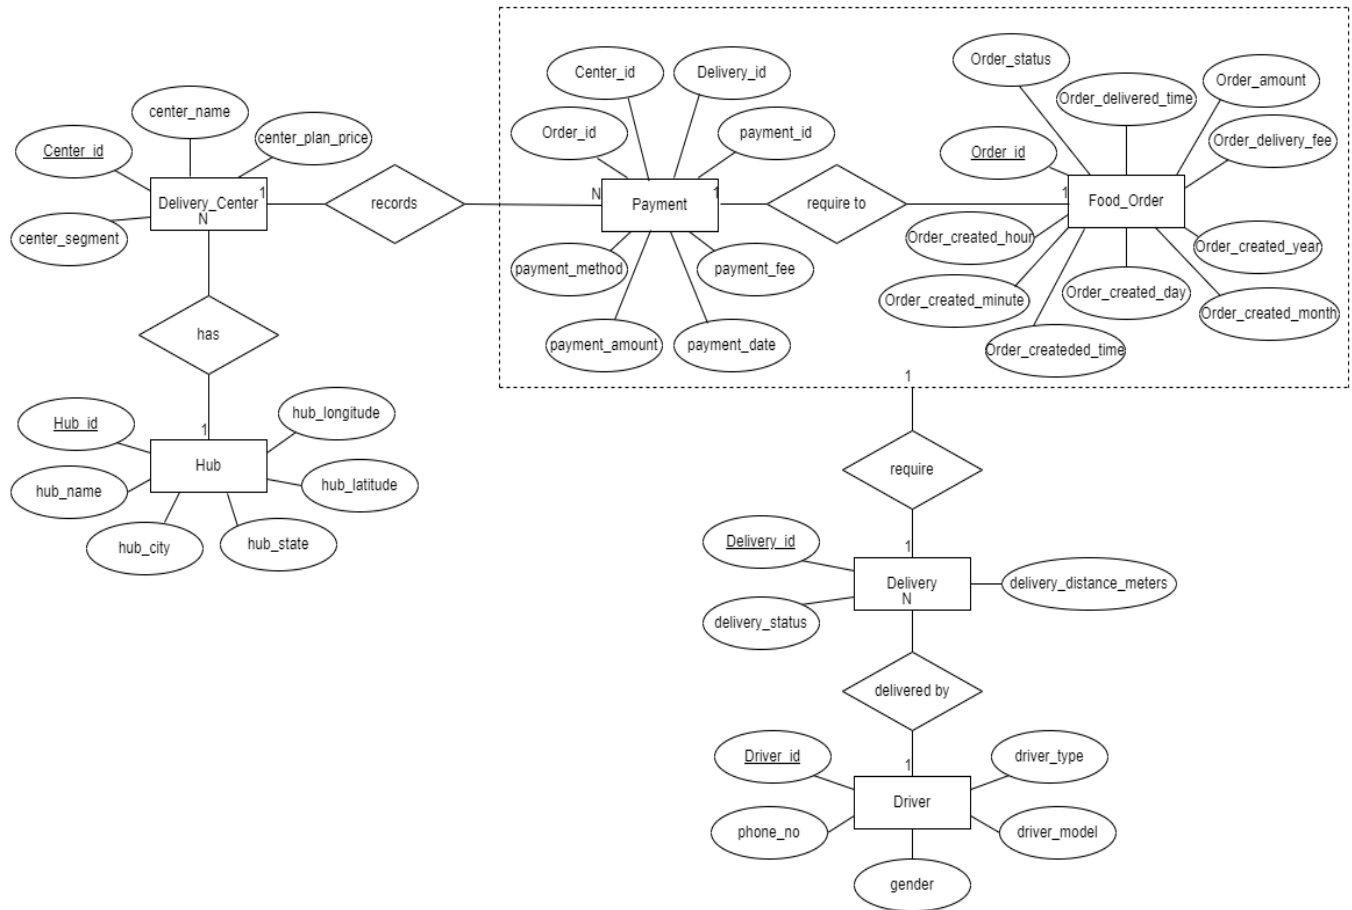 Center_id
Delivery_id
Order_status
Order_amount
Order_delivered_time
center_name
Order_id
payment_id
Order_delivery_fee
Center_id
center_plan_price
Order_id
Delivery_Center
1
N
records
N
Payment
1
require to
1
Food_Order
center_segment
Order_created_hour
Order_created_year
payment_method
payment_fee
Order_created_minute
Order_created_day
Order_created_month
has
payment_amount
payment_date
Order_createded_time
1
Hub_id
hub_longitude
1
Hub
require
hub_name
hub_latitude
hub_city
hub_state
Delivery_id
1
Delivery
N
delivery_distance_meters
delivery_status
delivered by
Driver_id
1
driver_type
Driver
phone_no
driver_model
gender